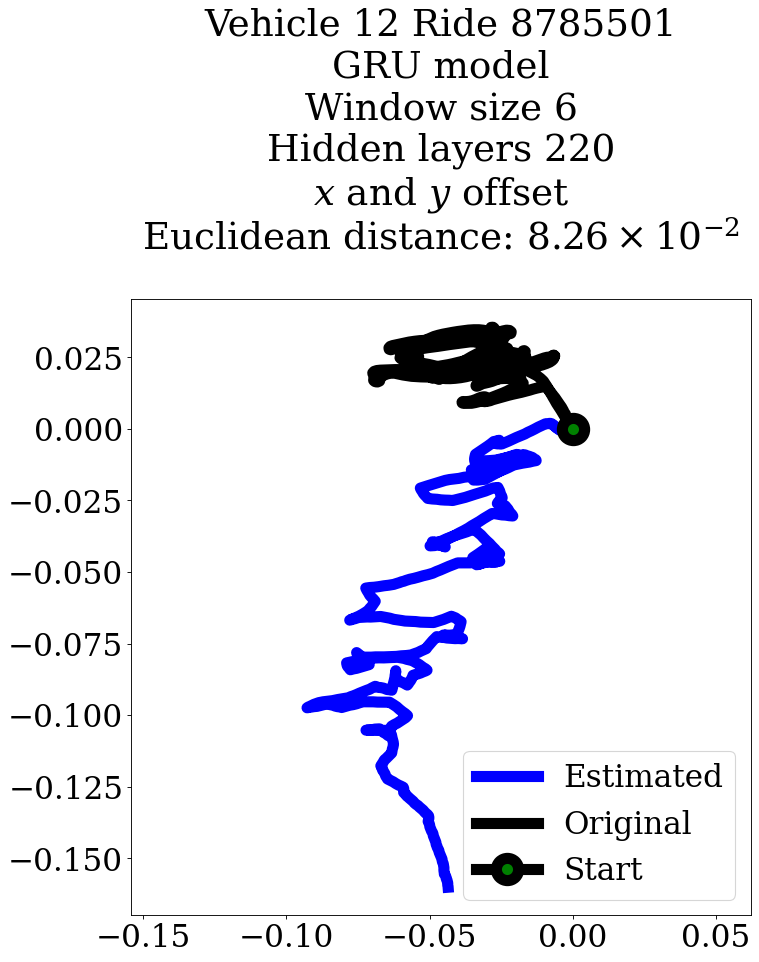 Vehicle 12 Ride 8785501
GRU model
Window size 6
Hidden layers 220
x and y offset
Euclidean distance: 8.26 × 10⁻²
0.025
0.000
−0.025
−0.050
−0.075
−0.100
−0.125
−0.150
Estimated
Original
Start
−0.15 −0.10 −0.05 0.00 0.05